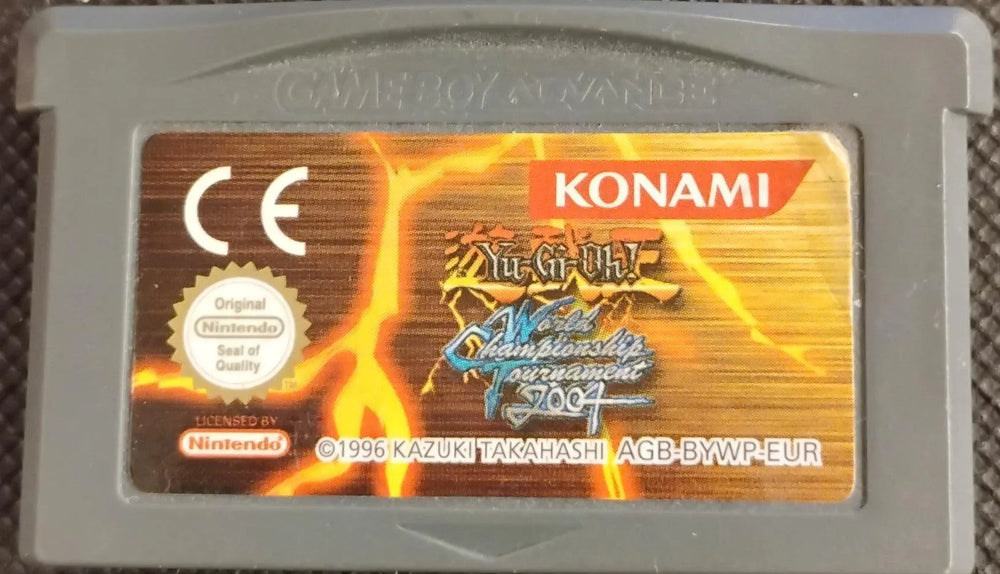 GAME BOY ADVANCE
CE
KONAMI
Yu-Gi-Oh!
World
Championship
Tournament
2004
Original
Nintendo
Seal of
Quality
TM
LICENSED BY
Nintendo
©1996 KAZUKI TAKAHASHI AGB-BYWP-EUR